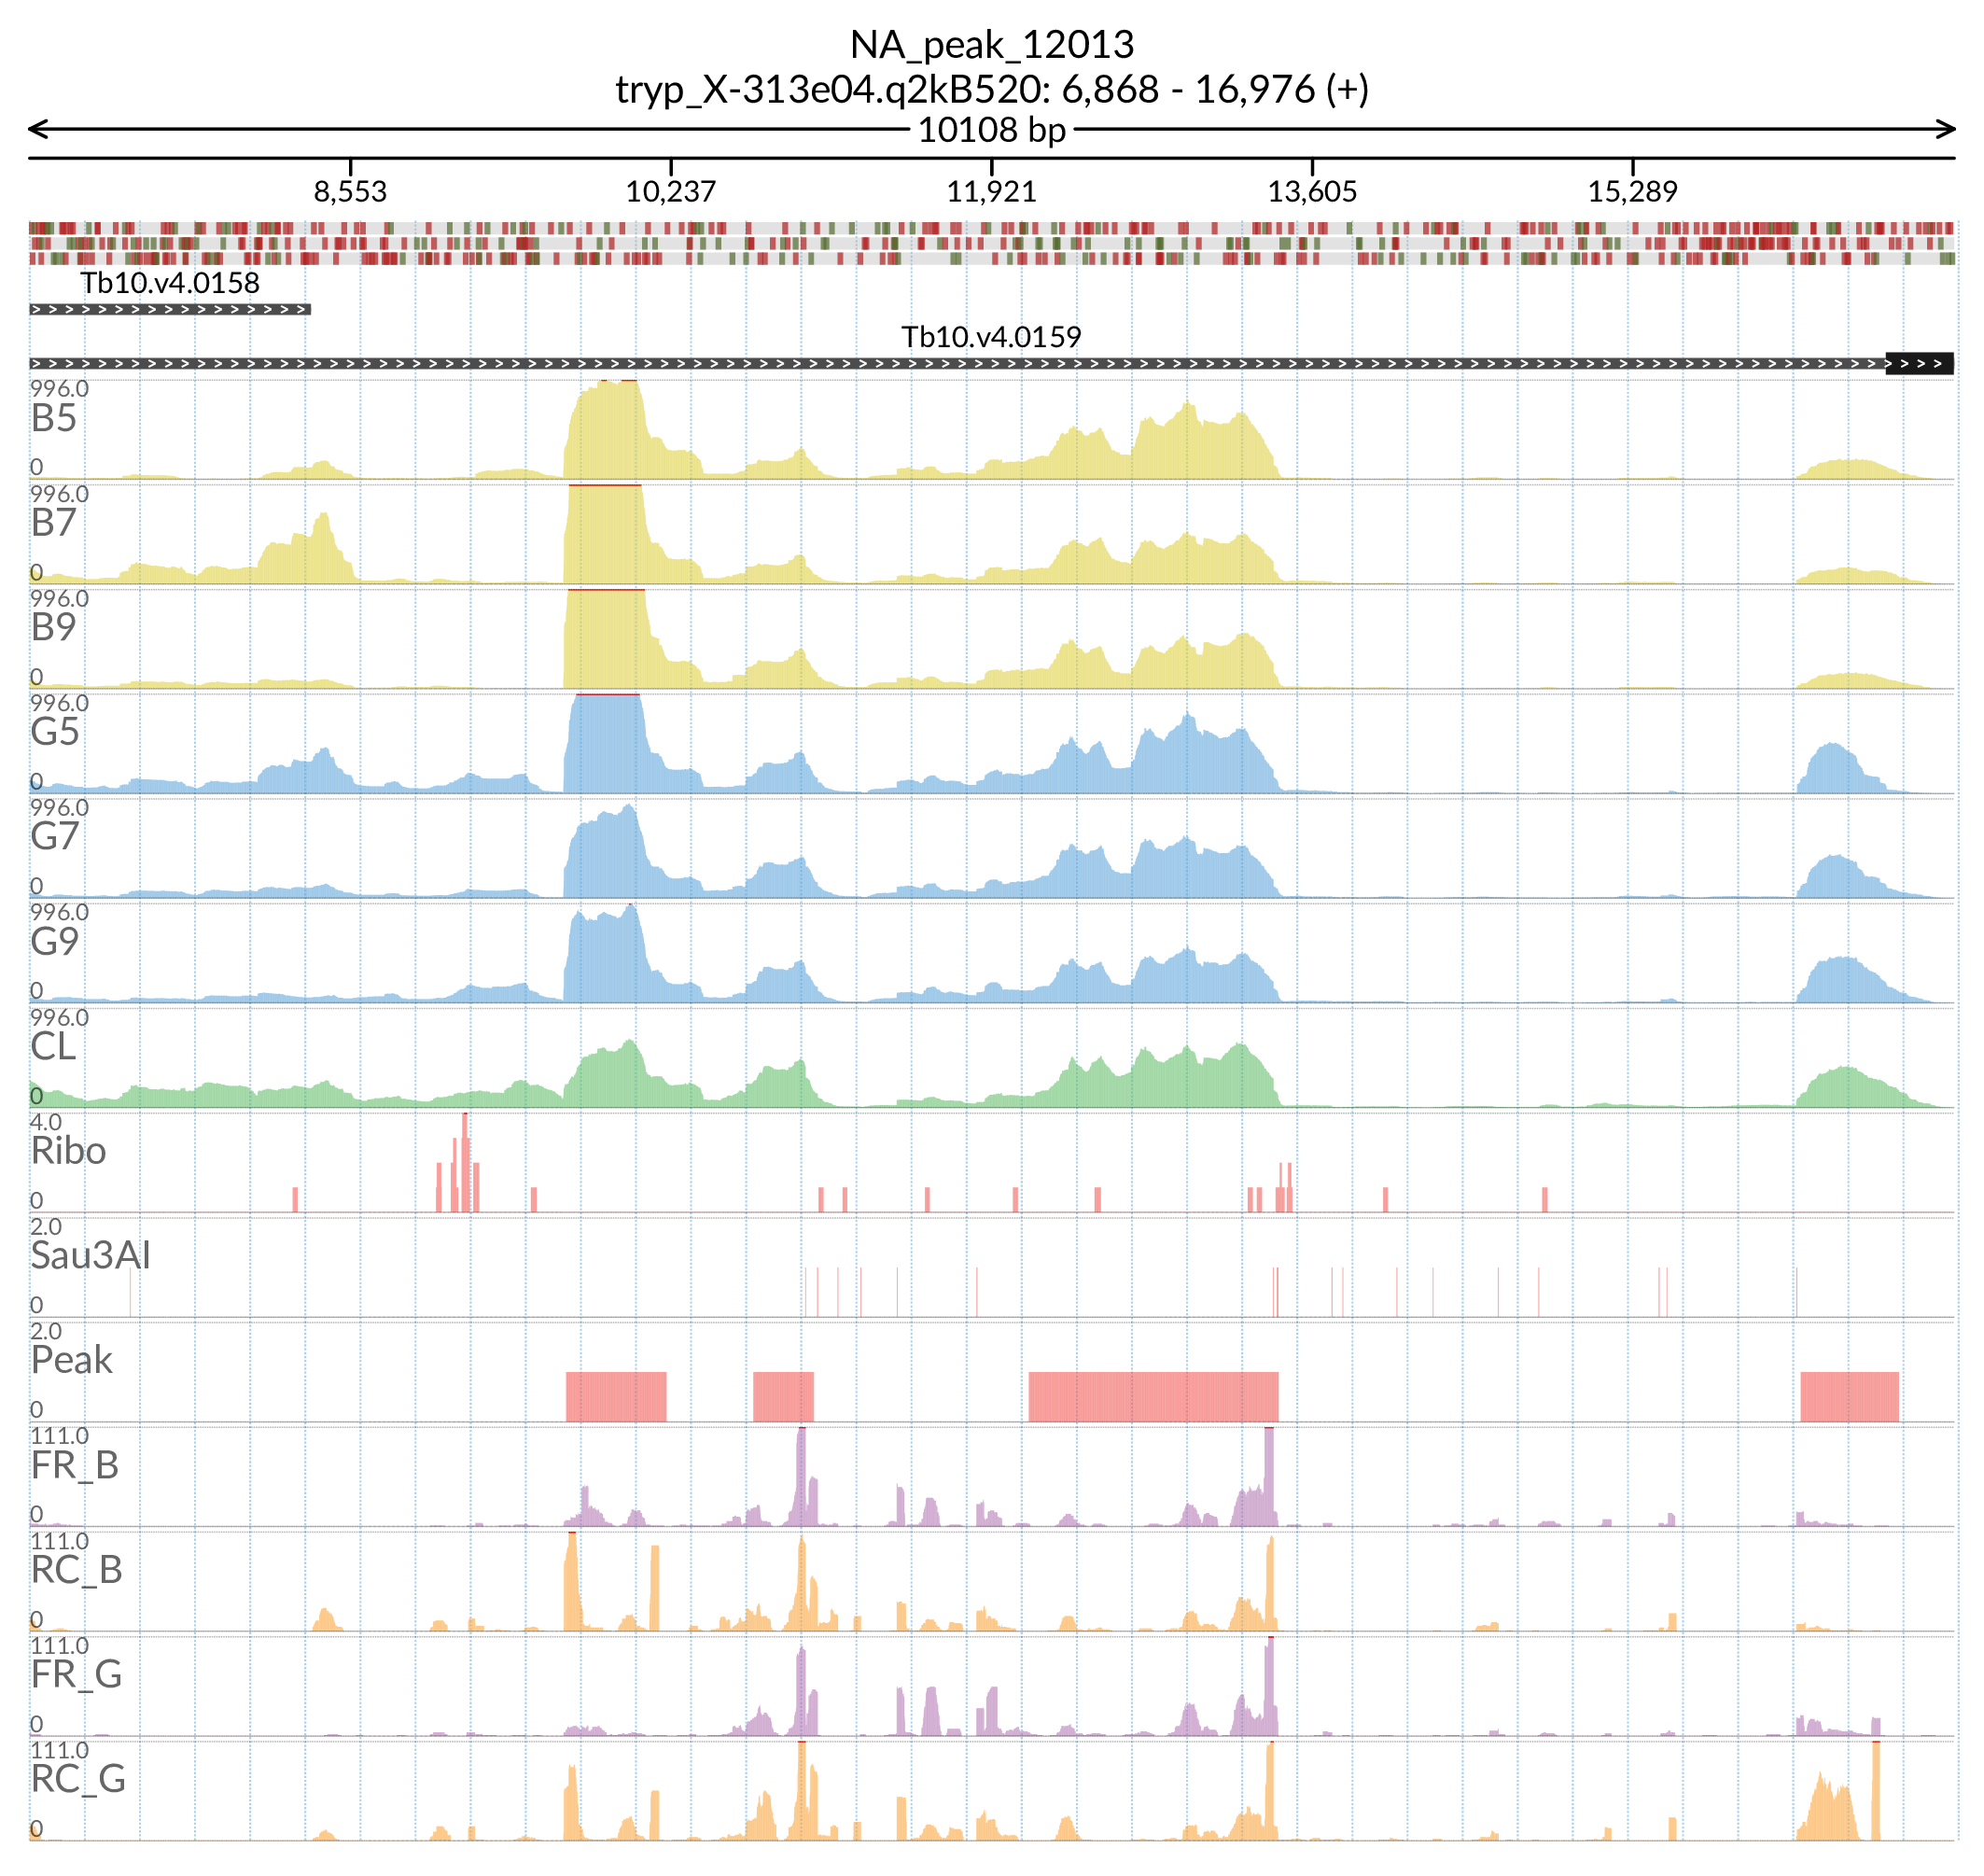 NA_peak_12013
tryp_X-313e04.q2kB520: 6,868 - 16,976 (+)
10108 bp
8,553 10,237 11,921 13,605 15,289
Tb10.v4.0158
Tb10.v4.0159
996.0
B5
0
996.0
B7
0
996.0
B9
0
996.0
G5
0
996.0
G7
0
996.0
G9
0
996.0
CL
0
4.0
Ribo
0
2.0
Sau3AI
0
2.0
Peak
0
111.0
FR_B
0
111.0
RC_B
0
111.0
FR_G
0
111.0
RC_G
0